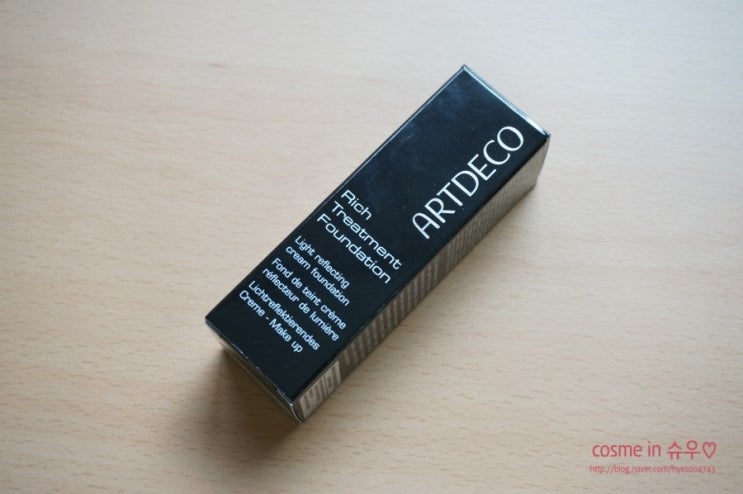 ARTDECO
Rich
Treatment
Foundation
Light reflecting
cream foundation
Fond de teint crème
réflecteur de lumière
Lichtreflektierendes
Creme - Make up
cosme in 슈우♡
http://blog.naver.com/hyesoo4743